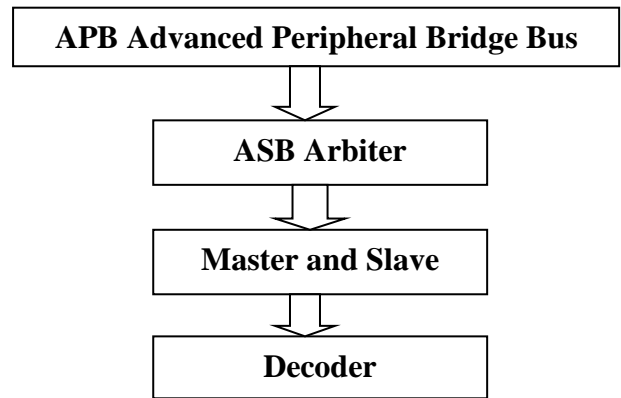 APB Advanced Peripheral Bridge Bus
ASB Arbiter
Master and Slave
Decoder